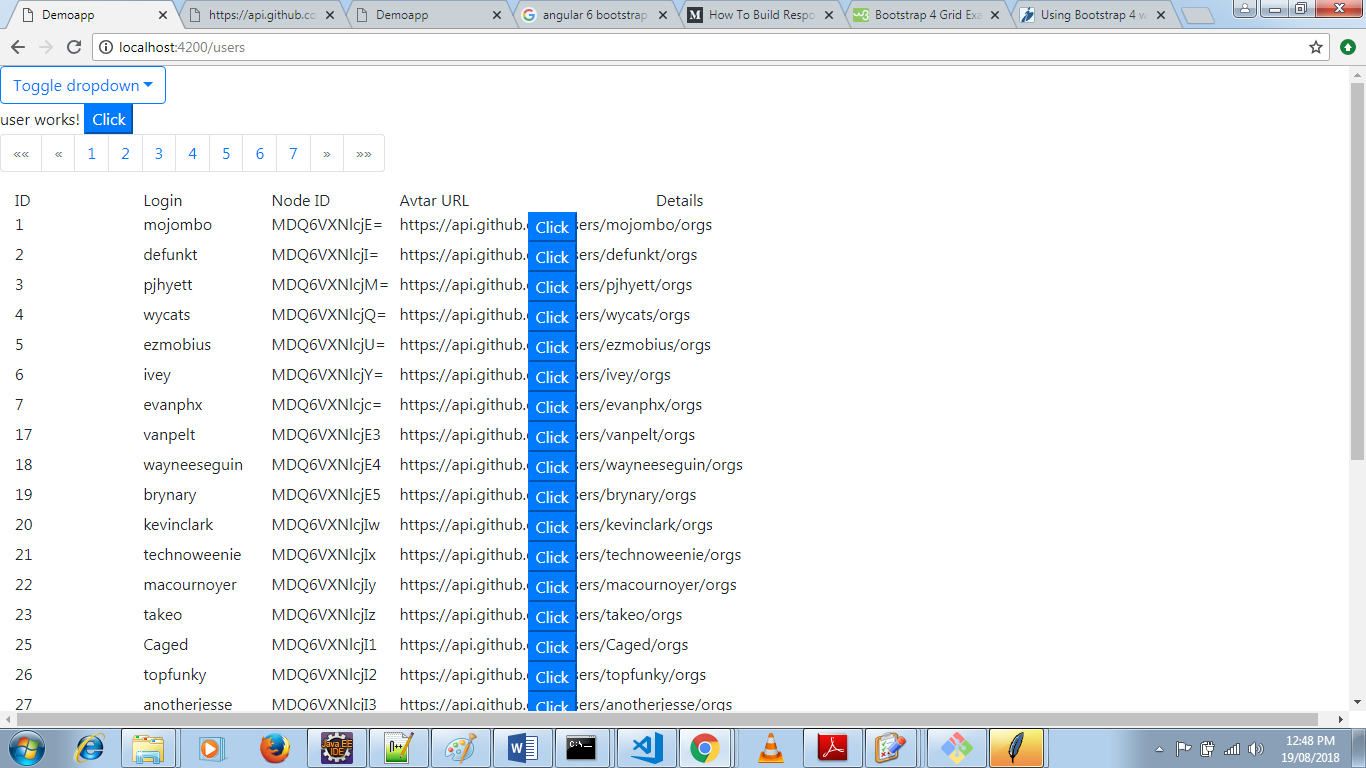 Demoapp
https://api.github.co
Demoapp
angular 6 bootstrap
How To Build Respo
Bootstrap 4 Grid Exa
Using Bootstrap 4 w
localhost:4200/users
Toggle dropdown
user works! Click
«« « 1 2 3 4 5 6 7 » »»
ID Login Node ID Avtar URL Details
1 mojombo MDQ6VXNlcjE= https://api.github. Click sers/mojombo/orgs
2 defunkt MDQ6VXNlcjI= https://api.github. Click sers/defunkt/orgs
3 pjhyett MDQ6VXNlcjM= https://api.github. Click sers/pjhyett/orgs
4 wycats MDQ6VXNlcjQ= https://api.github. Click sers/wycats/orgs
5 ezmobius MDQ6VXNlcjU= https://api.github. Click sers/ezmobius/orgs
6 ivey MDQ6VXNlcjY= https://api.github. Click sers/ivey/orgs
7 evanphx MDQ6VXNlcjc= https://api.github. Click sers/evanphx/orgs
17 vanpelt MDQ6VXNlcjE3 https://api.github. Click sers/vanpelt/orgs
18 wayneeseguin MDQ6VXNlcjE4 https://api.github. Click sers/wayneeseguin/orgs
19 brynary MDQ6VXNlcjE5 https://api.github. Click sers/brynary/orgs
20 kevinclark MDQ6VXNlcjIw https://api.github. Click sers/kevinclark/orgs
21 technoweenie MDQ6VXNlcjIx https://api.github. Click sers/technoweenie/orgs
22 macournoyer MDQ6VXNlcjIy https://api.github. Click sers/macournoyer/orgs
23 takeo MDQ6VXNlcjIz https://api.github. Click sers/takeo/orgs
25 Caged MDQ6VXNlcjI1 https://api.github. Click sers/Caged/orgs
26 topfunky MDQ6VXNlcjI2 https://api.github. Click sers/topfunky/orgs
27 anotherjesse MDQ6VXNlcjI3 https://api.github. Click sers/anotherjesse/orgs
Java EE
IDE
12:48 PM
19/08/2018